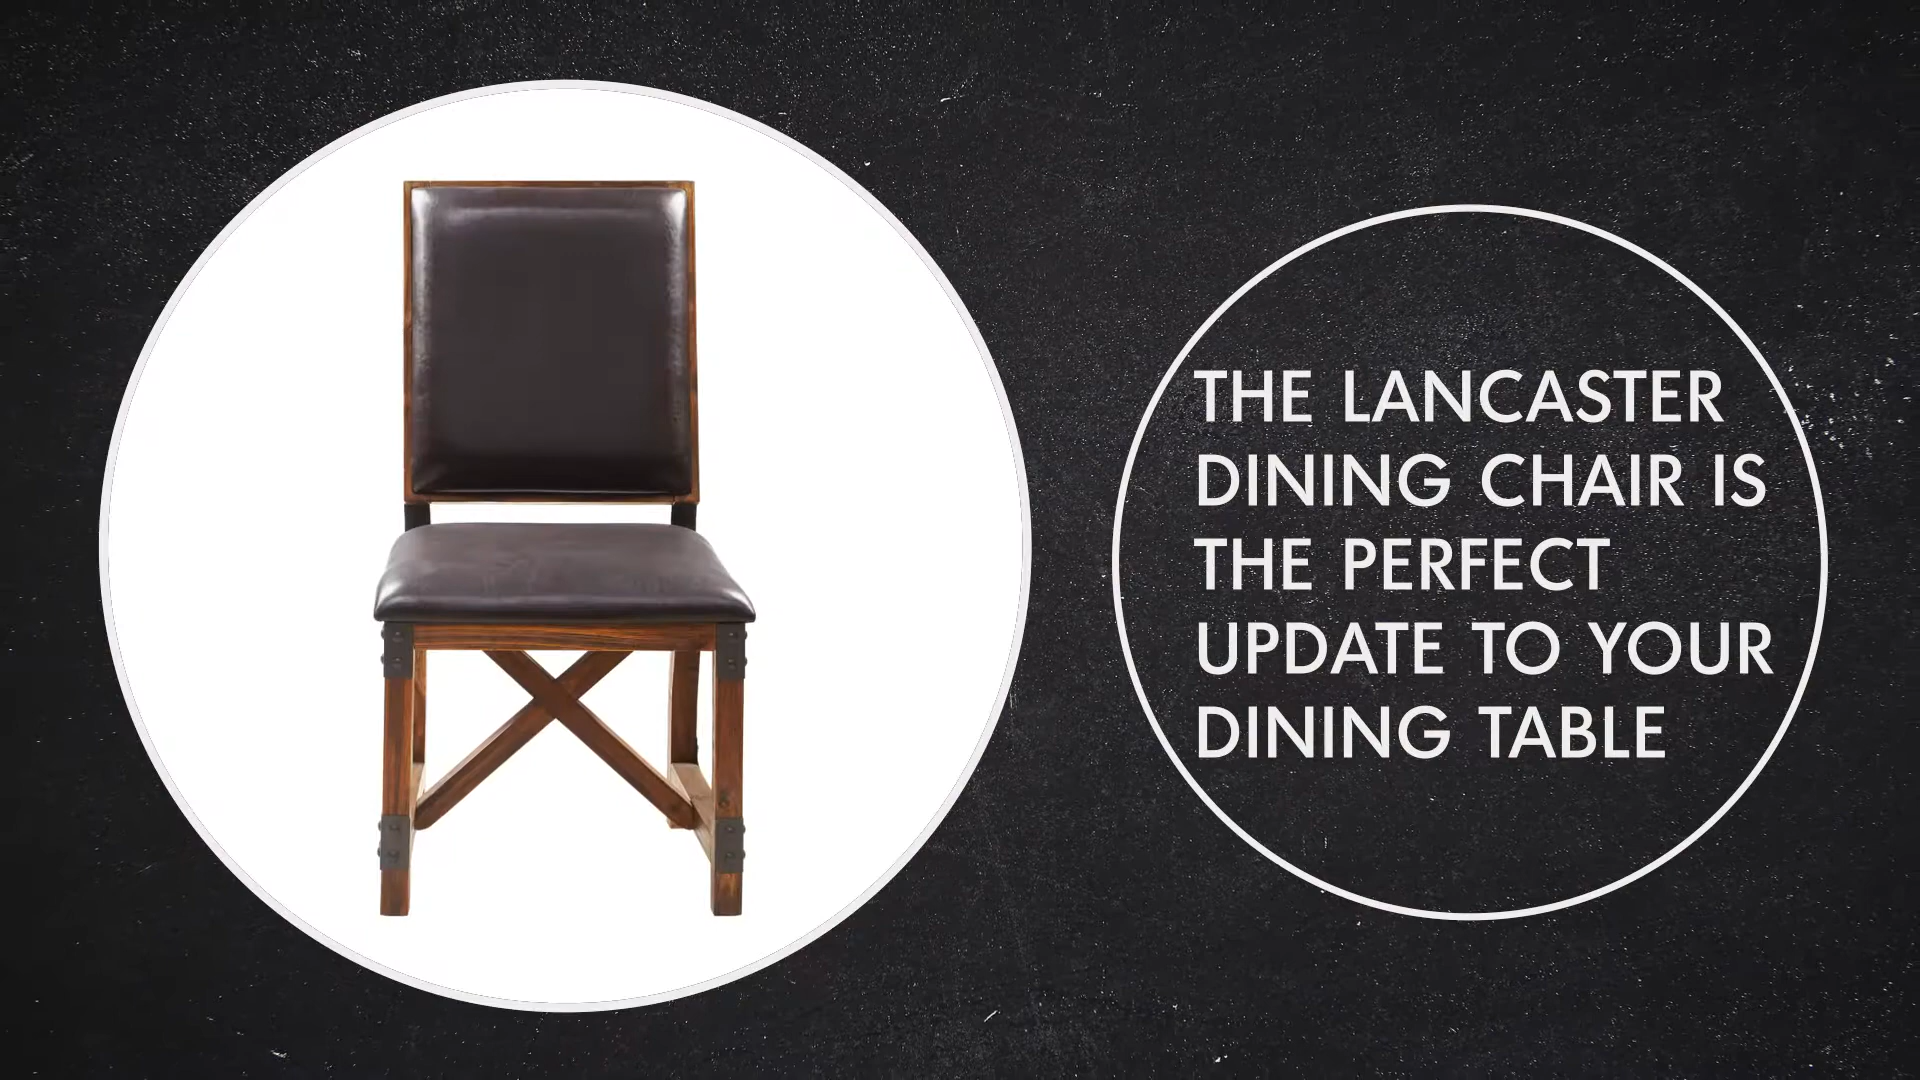 THE LANCASTER
DINING CHAIR IS
THE PERFECT
UPDATE TO YOUR
DINING TABLE